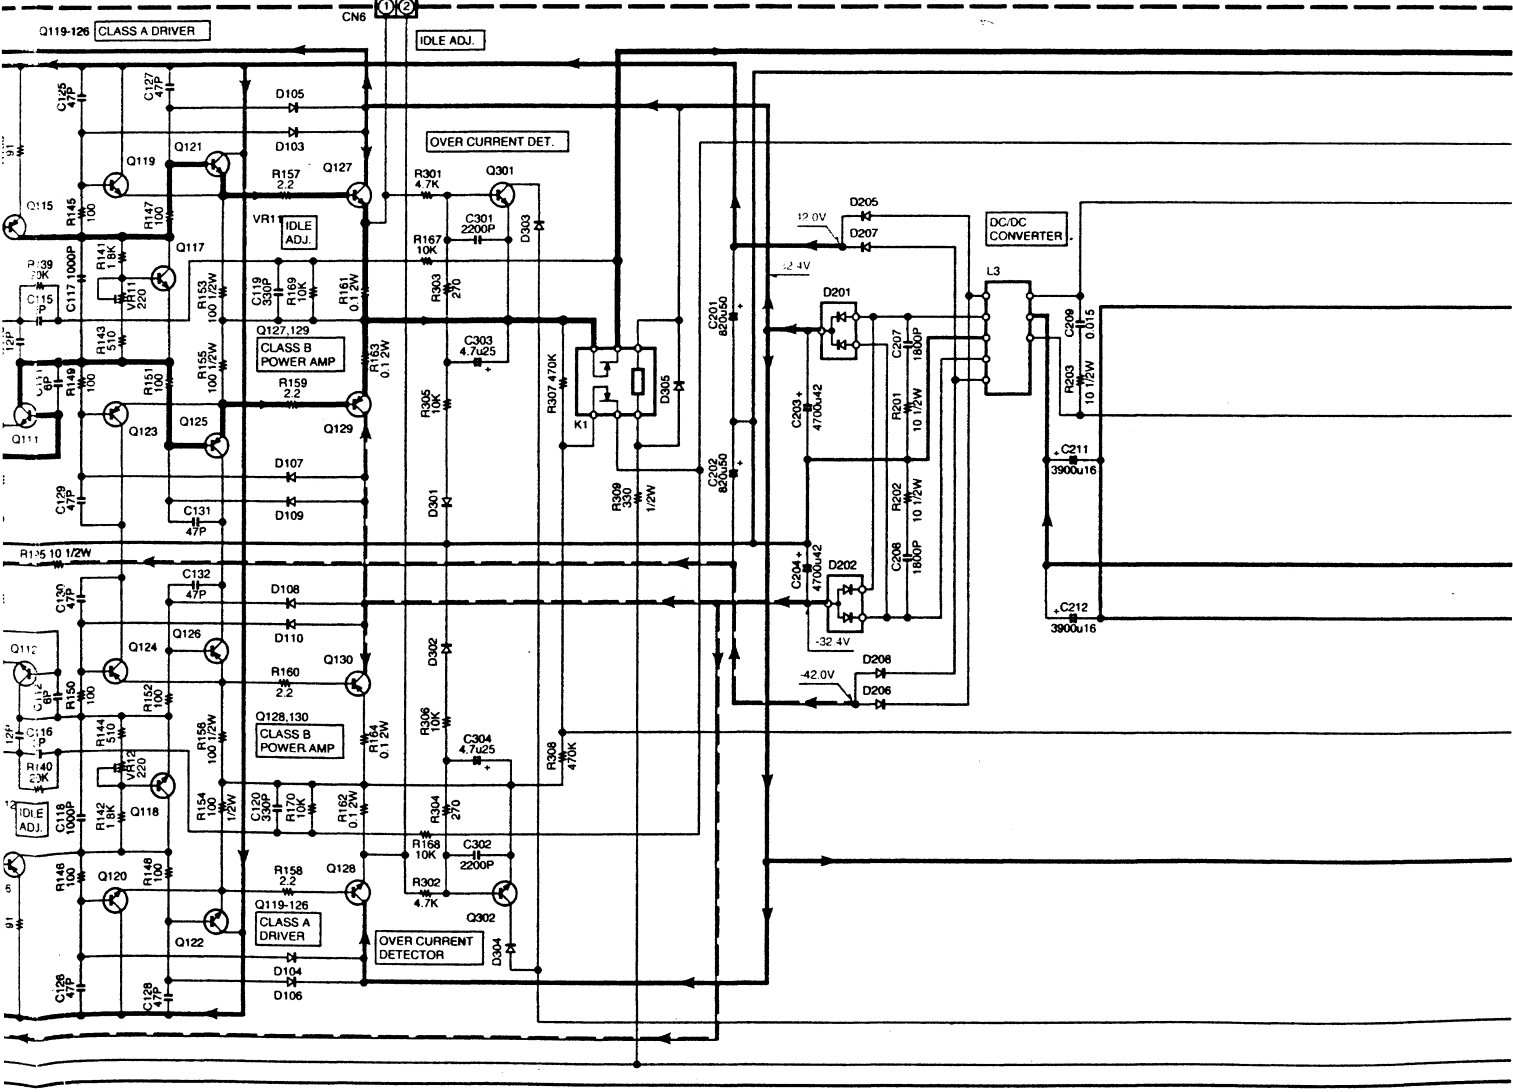 CN6
1 2
Q119-126 CLASS A DRIVER
IDLE ADJ.
C125 47P
C127 47P
D105
D103
OVER CURRENT DET.
91
Q119
Q121
R157 2.2
Q127
R301 4.7K
Q301
Q115
R145 100
R147 100
VR11 IDLE ADJ.
C301 2200P
D303
R167 10K
D205
42.0V
D207
DC/DC CONVERTER
Q117
R141 1.8K
C117 1000P
C115
VR11 220
R153 100 1/2W
C119 330P
R169 10K
R161 0.1 2W
R303 270
L3
D201
C201 820u50
C207 1800P
C209 0.015
R143 510
12P
Q127,129
CLASS B POWER AMP
R163 0.1 2W
C303 4.7u25
R155 100 1/2W
6P
R149 100
R151 100
R159 2.2
R305 10K
R307 470K
D305
K1
C203 4700u42
R201 10 1/2W
R203 10 1/2W
Q111
Q123
Q125
Q129
D107
D109
C129 47P
C131 47P
D301
R309 330 1/2W
C202 820u50
R202 10 1/2W
C211 3900u16
10 1/2W
C130 47P
C132 47P
D108
D110
C204 4700u42
D202
C208 1800P
C212 3900u16
-32.4V
Q112
Q124
Q126
Q130
D302
D208
-42.0V
D206
6P
R150 100
R152 100
R160 2.2
R306 10K
C116
R144 510
R156 100 1/2W
Q128,130
CLASS B POWER AMP
R164 0.1 2W
C304 4.7u25
R308 470K
R140
VR12 220
IDLE ADJ.
C118 1000P
R142 1.8K
Q118
R154 100 1/2W
C120 330P
R170 10K
R162 0.1 2W
R304 270
R168 10K
C302 2200P
6
R146 100
Q120
R148 100
R158 2.2
Q128
R302 4.7K
Q302
91
Q122
Q119-126
CLASS A DRIVER
OVER CURRENT DETECTOR
D304
D104
D106
C126 47P
C128 47P